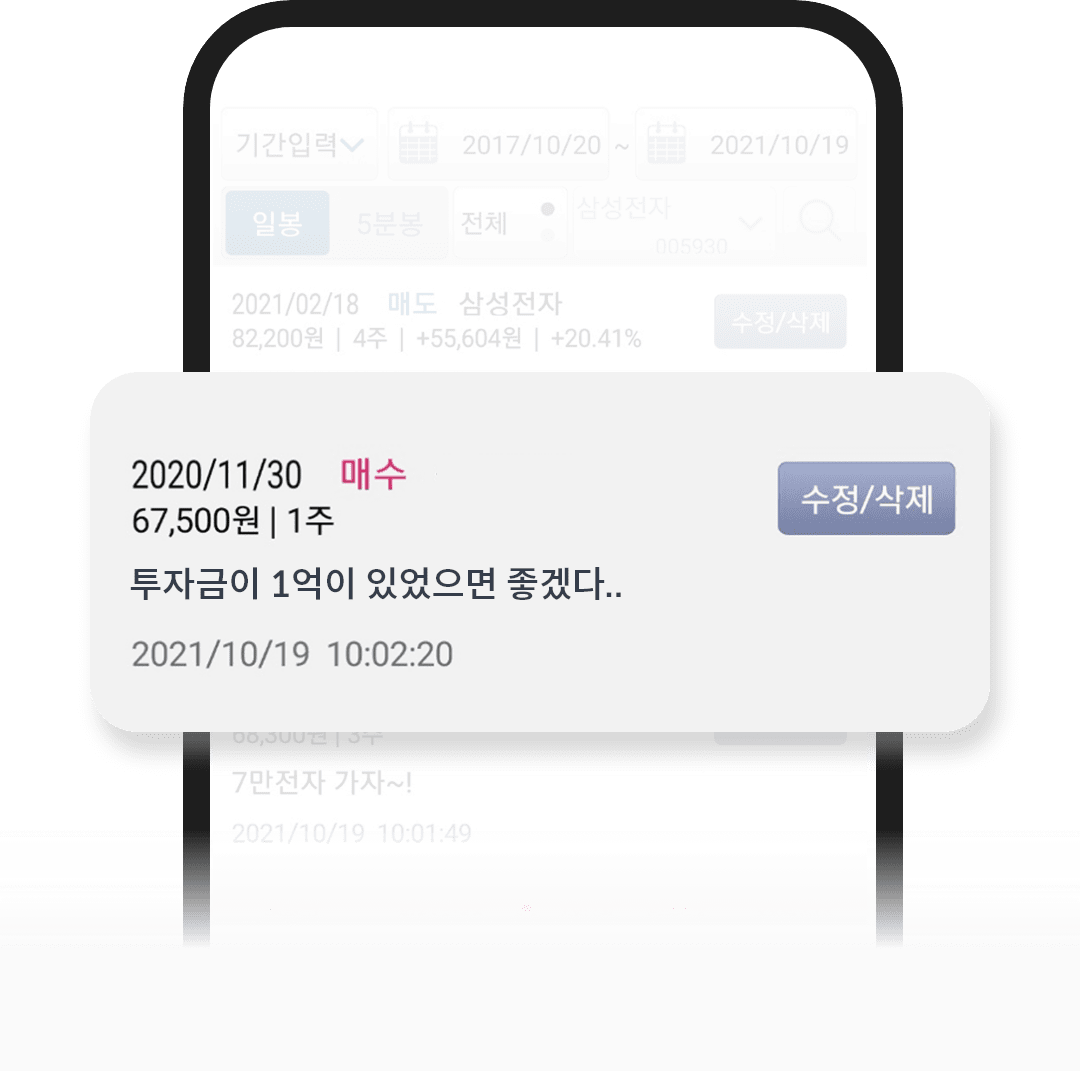 기간입력 2017/10/20 ~ 2021/10/19
일봉 5분봉 전체 삼성전자
005930
2021/02/18 매도 삼성전자
82,200원 | 4주 | +55,604원 | +20.41% 수정/삭제
2020/11/30 매수
67,500원 | 1주 수정/삭제
투자금이 1억이 있었으면 좋겠다..
2021/10/19 10:02:20
68,300원 | 3주
7만전자 가자~!
2021/10/19 10:01:49